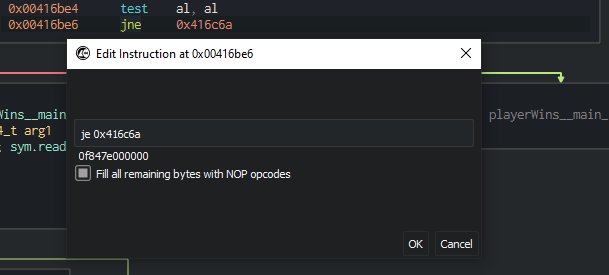 0x00416be4 test al, al
0x00416be6 jne 0x416c6a
Edit Instruction at 0x00416be6
Wins__main
playerWins__main_
4_t arg1
; sym.read
je 0x416c6a
0f847e000000
Fill all remaining bytes with NOP opcodes
OK Cancel